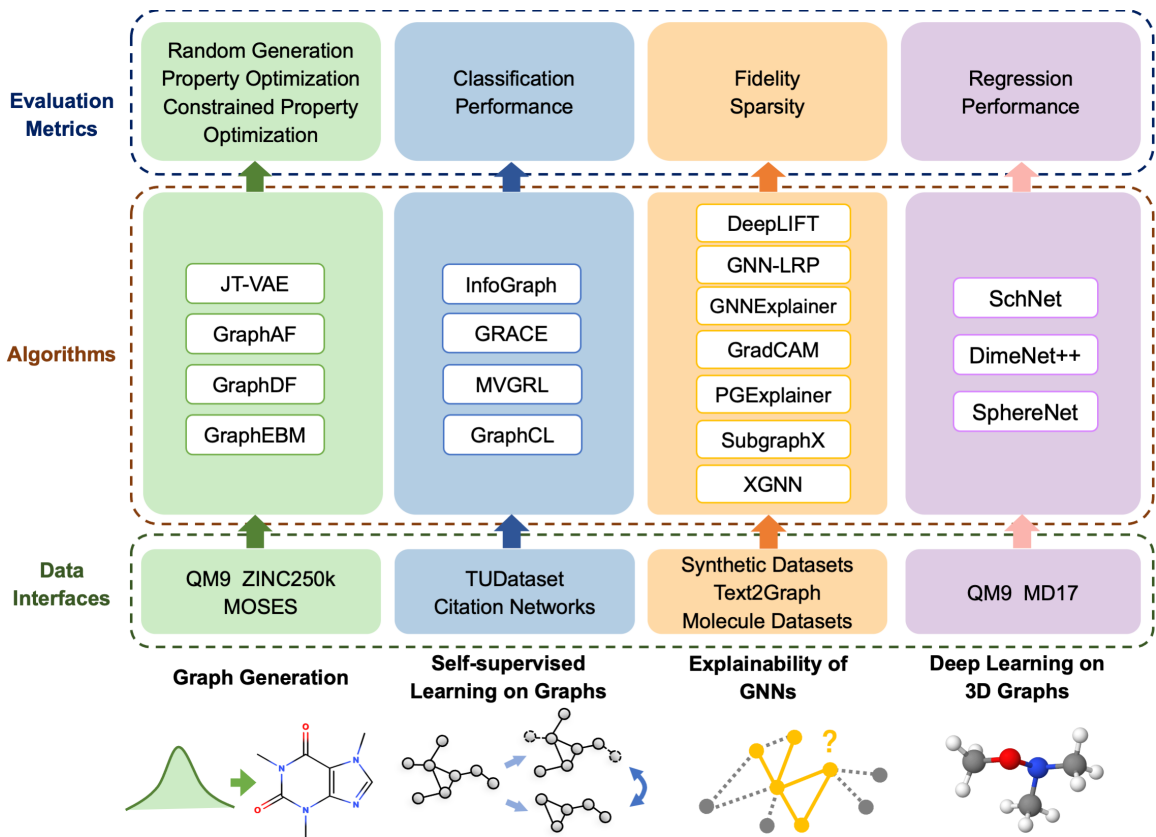 Evaluation
Metrics
Random Generation
Property Optimization
Constrained Property
Optimization
Classification
Performance
Fidelity
Sparsity
Regression
Performance
Algorithms
JT-VAE
GraphAF
GraphDF
GraphEBM
InfoGraph
GRACE
MVGRL
GraphCL
DeepLIFT
GNN-LRP
GNNExplainer
GradCAM
PGExplainer
SubgraphX
XGNN
SchNet
DimeNet++
SphereNet
Data
Interfaces
QM9 ZINC250k
MOSES
TUDataset
Citation Networks
Synthetic Datasets
Text2Graph
Molecule Datasets
QM9 MD17
Graph Generation
Self-supervised
Learning on Graphs
Explainability of
GNNs
Deep Learning on
3D Graphs
O
N
N
O
N
N
?